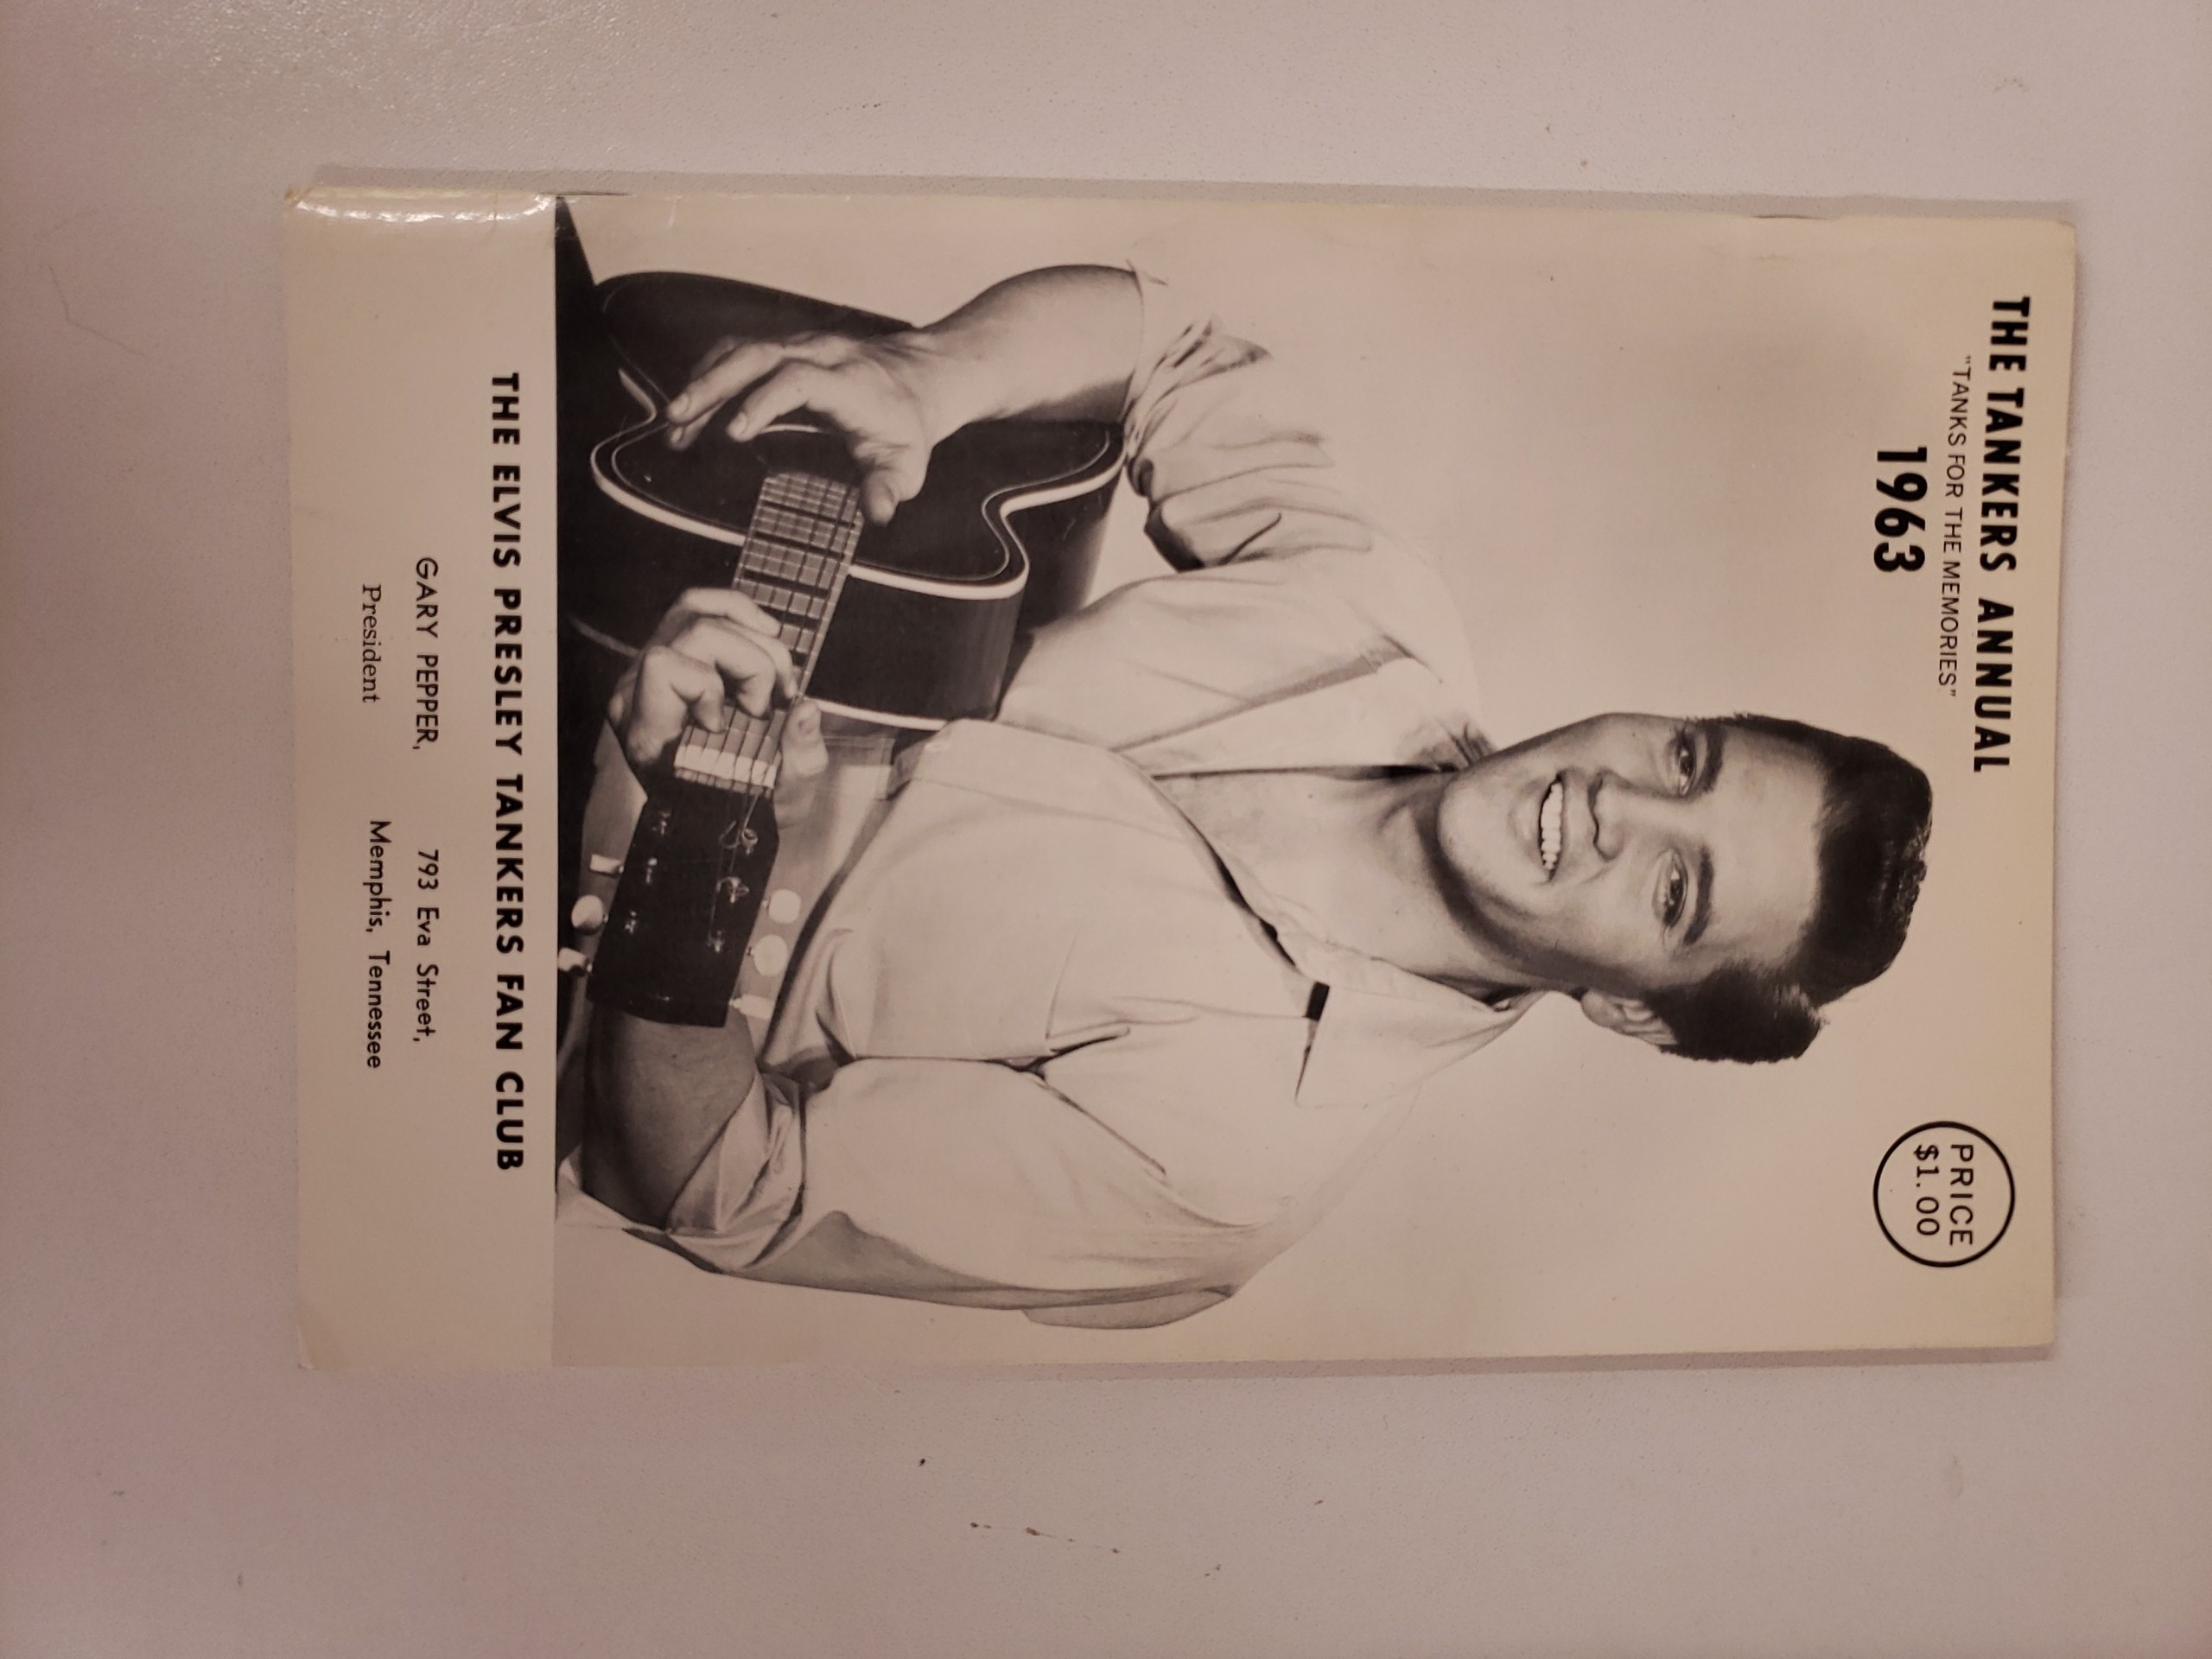 THE TANKERS ANNUAL
"TANKS FOR THE MEMORIES"
1963
PRICE
$1.00
THE ELVIS PRESLEY TANKERS FAN CLUB
GARY PEPPER, 793 Eva Street,
President Memphis, Tennessee